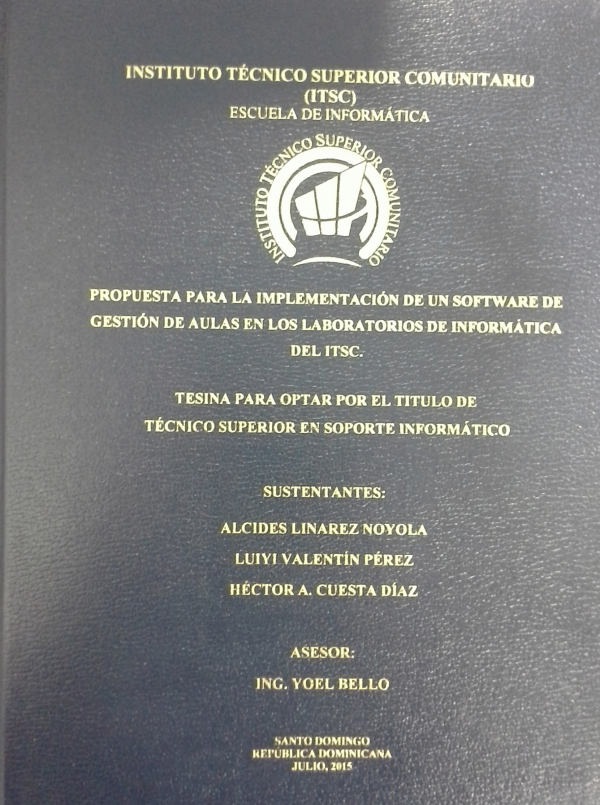 INSTITUTO TÉCNICO SUPERIOR COMUNITARIO
(ITSC)
ESCUELA DE INFORMÁTICA
INSTITUTO TÉCNICO SUPERIOR COMUNITARIO
PROPUESTA PARA LA IMPLEMENTACIÓN DE UN SOFTWARE DE
GESTIÓN DE AULAS EN LOS LABORATORIOS DE INFORMÁTICA
DEL ITSC.
TESINA PARA OPTAR POR EL TITULO DE
TÉCNICO SUPERIOR EN SOPORTE INFORMÁTICO
SUSTENTANTES:
ALCIDES LINAREZ NOYOLA
LUIYI VALENTÍN PÉREZ
HÉCTOR A. CUESTA DÍAZ
ASESOR:
ING. YOEL BELLO
SANTO DOMINGO
REPÚBLICA DOMINICANA
JULIO, 2015